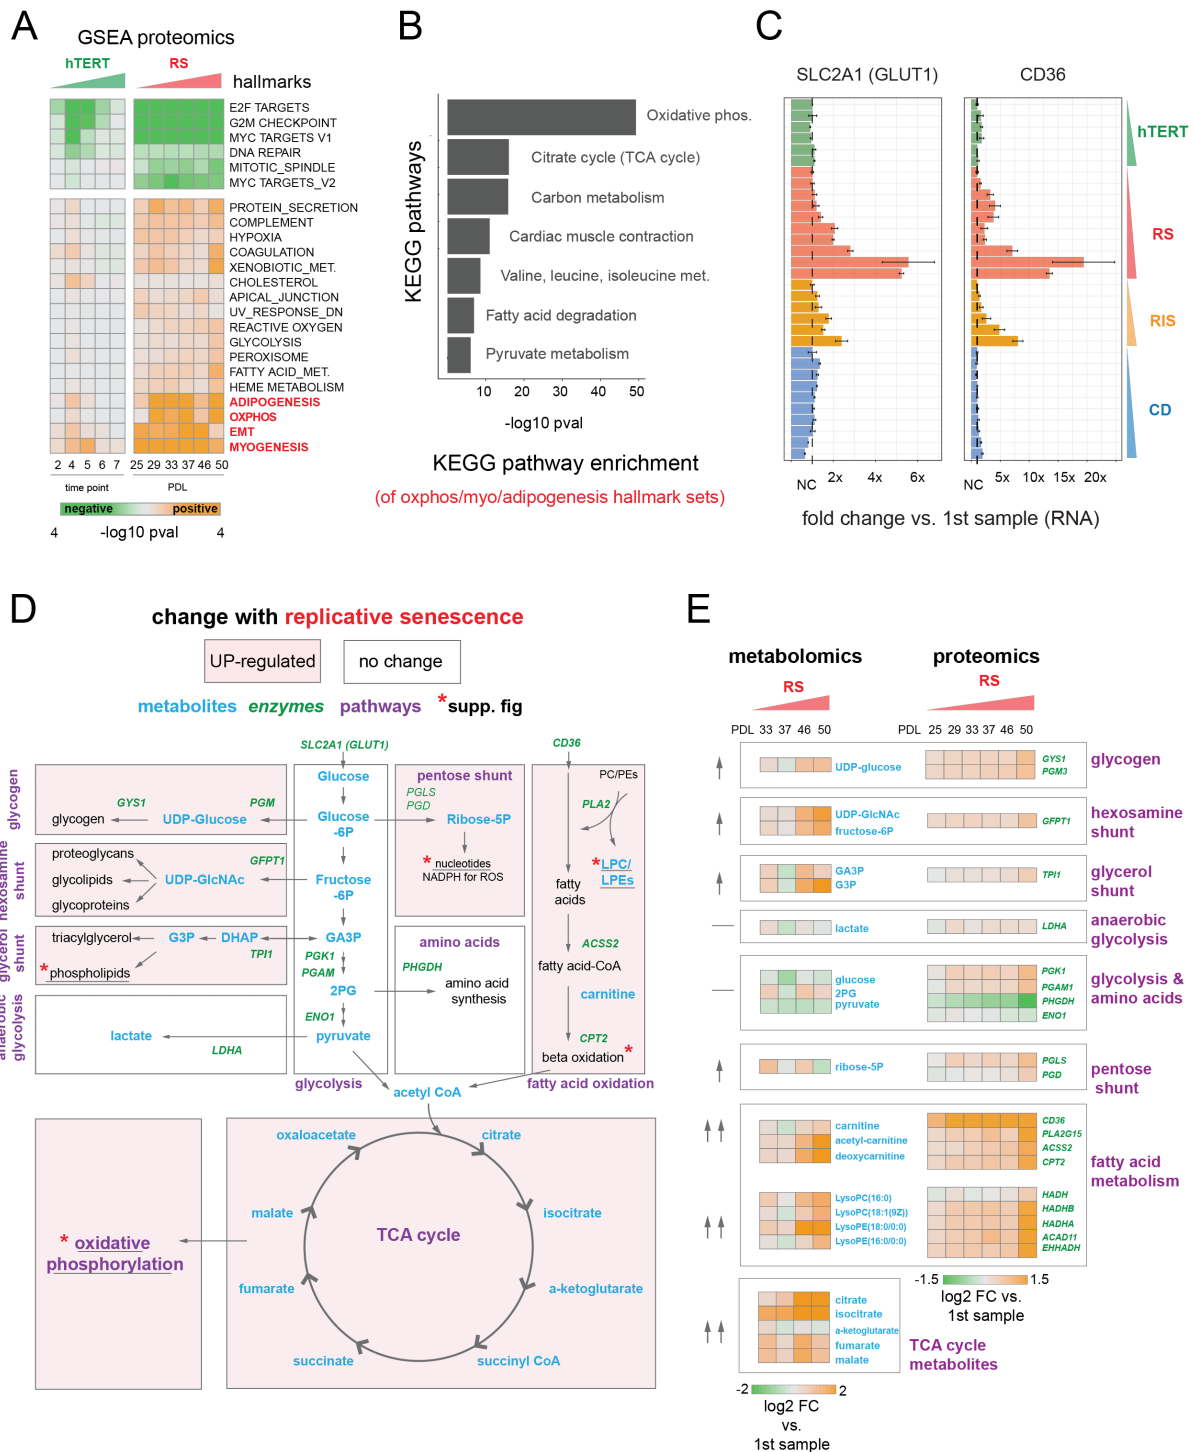 A
GSEA proteomics
hTERT
RS
hallmarks
E2F TARGETS
G2M CHECKPOINT
MYC TARGETS V1
DNA REPAIR
MITOTIC_SPINDLE
MYC TARGETS_V2
PROTEIN_SECRETION
COMPLEMENT
HYPOXIA
COAGULATION
XENOBIOTIC_MET.
CHOLESTEROL
APICAL_JUNCTION
UV_RESPONSE_DN
REACTIVE OXYGEN
GLYCOLYSIS
PEROXISOME
FATTY ACID_MET.
HEME METABOLISM
ADIPOGENESIS
OXPHOS
EMT
MYOGENESIS
2 4 5 6 7 25 29 33 37 46 50
time point
PDL
negative positive
4 -log10 pval 4
B
KEGG pathways
Oxidative phos.
Citrate cycle (TCA cycle)
Carbon metabolism
Cardiac muscle contraction
Valine, leucine, isoleucine met.
Fatty acid degradation
Pyruvate metabolism
10 20 30 40 50
-log10 pval
KEGG pathway enrichment
(of oxphos/myo/adipogenesis hallmark sets)
C
SLC2A1 (GLUT1)
CD36
hTERT
RS
RIS
CD
NC 2x 4x 6x
NC 5x 10x 15x 20x
fold change vs. 1st sample (RNA)
D
change with replicative senescence
UP-regulated
no change
metabolites enzymes pathways *supp. fig
SLC2A1 (GLUT1)
CD36
glycogen
GYS1
PGM
glycogen
UDP-Glucose
Glucose
Glucose
-6P
pentose shunt
PGLS
PGD
Ribose-5P
* nucleotides
NADPH for ROS
PC/PEs
PLA2
* LPC/
LPEs
fatty
acids
hexosamine
shunt
proteoglycans
glycolipids
glycoproteins
UDP-GlcNAc
GFPT1
Fructose
-6P
glycerol
shunt
triacylglycerol
G3P
DHAP
TPI1
* phospholipids
GA3P
PGK1
PGAM
2PG
ENO1
pyruvate
amino acids
PHGDH
amino acid
synthesis
ACSS2
fatty acid-CoA
carnitine
CPT2
beta oxidation *
anaerobic
glycolysis
lactate
LDHA
glycolysis
fatty acid oxidation
acetyl CoA
oxaloacetate
citrate
malate
isocitrate
TCA cycle
fumarate
a-ketoglutarate
succinate
succinyl CoA
* oxidative
phosphorylation
E
metabolomics
proteomics
RS
RS
PDL 33 37 46 50
PDL 25 29 33 37 46 50
UDP-glucose
GYS1
PGM3
glycogen
UDP-GlcNAc
fructose-6P
GFPT1
hexosamine
shunt
GA3P
G3P
TPI1
glycerol
shunt
lactate
LDHA
anaerobic
glycolysis
glucose
2PG
pyruvate
PGK1
PGAM1
PHGDH
ENO1
glycolysis &
amino acids
ribose-5P
PGLS
PGD
pentose
shunt
carnitine
acetyl-carnitine
deoxycarnitine
CD36
PLA2G15
ACSS2
CPT2
fatty acid
metabolism
LysoPC(16:0)
LysoPC(18:1(9Z))
LysoPE(18:0/0:0)
LysoPE(16:0/0:0)
HADH
HADHB
HADHA
ACAD11
EHHADH
-1.5 1.5
log2 FC vs.
1st sample
citrate
isocitrate
a-ketoglutarate
fumarate
malate
TCA cycle
metabolites
-2 2
log2 FC
vs.
1st sample